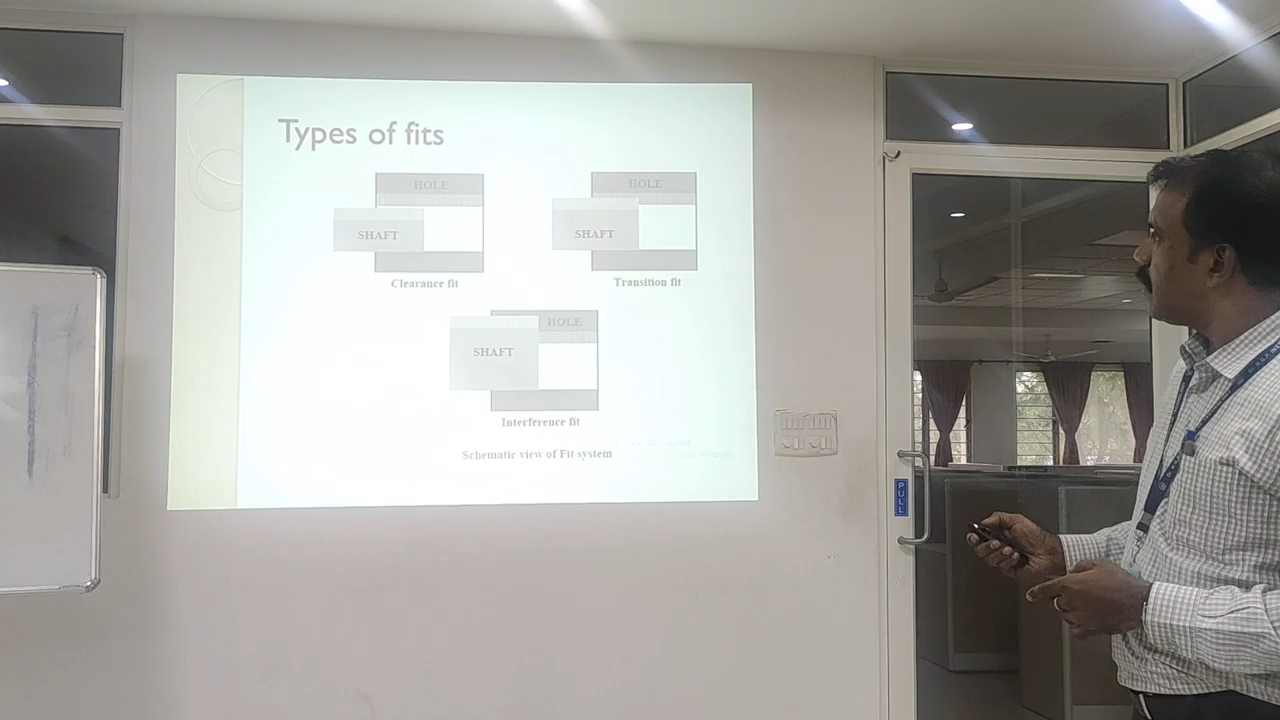 Types of fits
HOLE
SHAFT
Clearance fit
HOLE
SHAFT
Transition fit
HOLE
SHAFT
Interference fit
Schematic view of Fit system
PULL